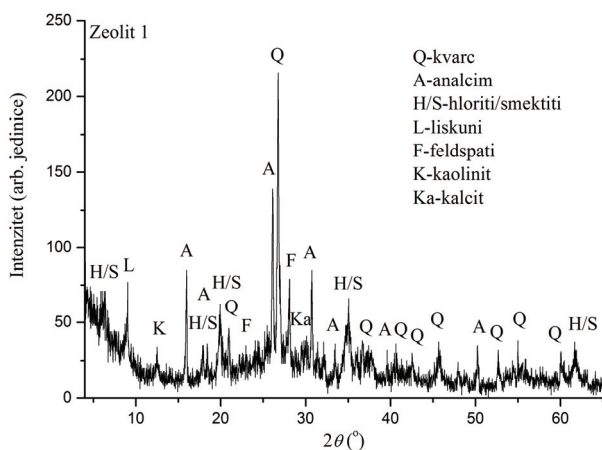 Zeolit 1
Q-kvarc
A-analcim
H/S-hloriti/smektiti
L-liskuni
F-feldspati
K-kaolinit
Ka-kalcit
Intenzitet (arb. jedinice)
250
200
150
100
50
0
H/S
L
K
A
A
H/S
H/S
Q
F
A
Q
F
Ka
A
A
H/S
Q
A
Q
Q
Q
A
Q
Q
Q
H/S
10 20 30 40 50 60
2θ (°)